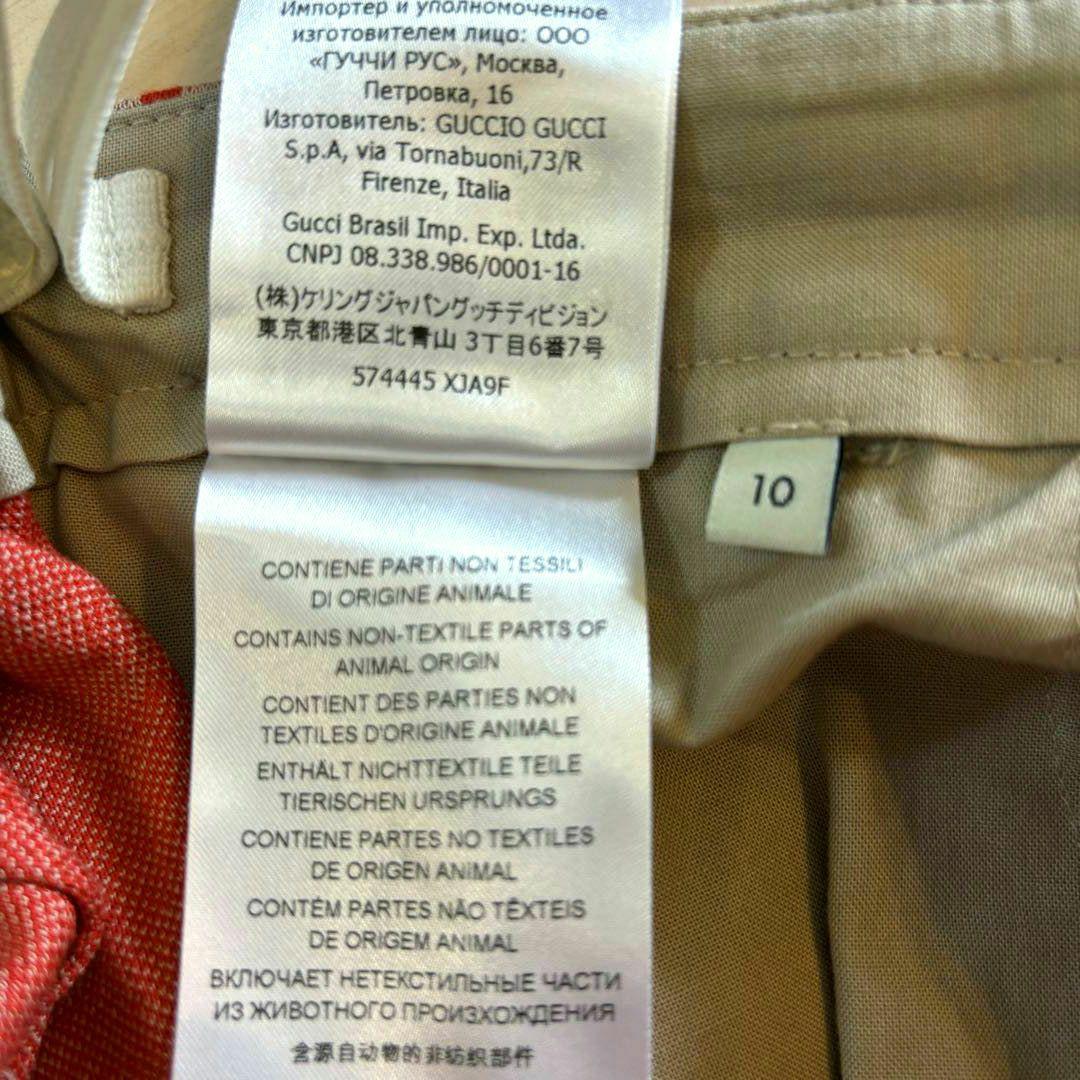 Импортер и уполномоченное
изготовителем лицо: ООО
«ГУЧЧИ РУС», Москва,
Петровка, 16
Изготовитель: GUCCIO GUCCI
S.p.A, via Tornabuoni,73/R
Firenze, Italia
Gucci Brasil Imp. Exp. Ltda.
CNPJ 08.338.986/0001-16
(株)ケリングジャパングッチディビジョン
東京都港区北青山 3丁目6番7号
574445 XJA9F
10
CONTIENE PARTI NON TESSILI
DI ORIGINE ANIMALE
CONTAINS NON-TEXTILE PARTS OF
ANIMAL ORIGIN
CONTIENT DES PARTIES NON
TEXTILES D'ORIGINE ANIMALE
ENTHÄLT NICHTTEXTILE TEILE
TIERISCHEN URSPRUNGS
CONTIENE PARTES NO TEXTILES
DE ORIGEN ANIMAL
CONTÉM PARTES NÃO TÊXTEIS
DE ORIGEM ANIMAL
ВКЛЮЧАЕТ НЕТЕКСТИЛЬНЫЕ ЧАСТИ
ИЗ ЖИВОТНОГО ПРОИЗХОЖДЕНИЯ
含源自动物的非纺织部件